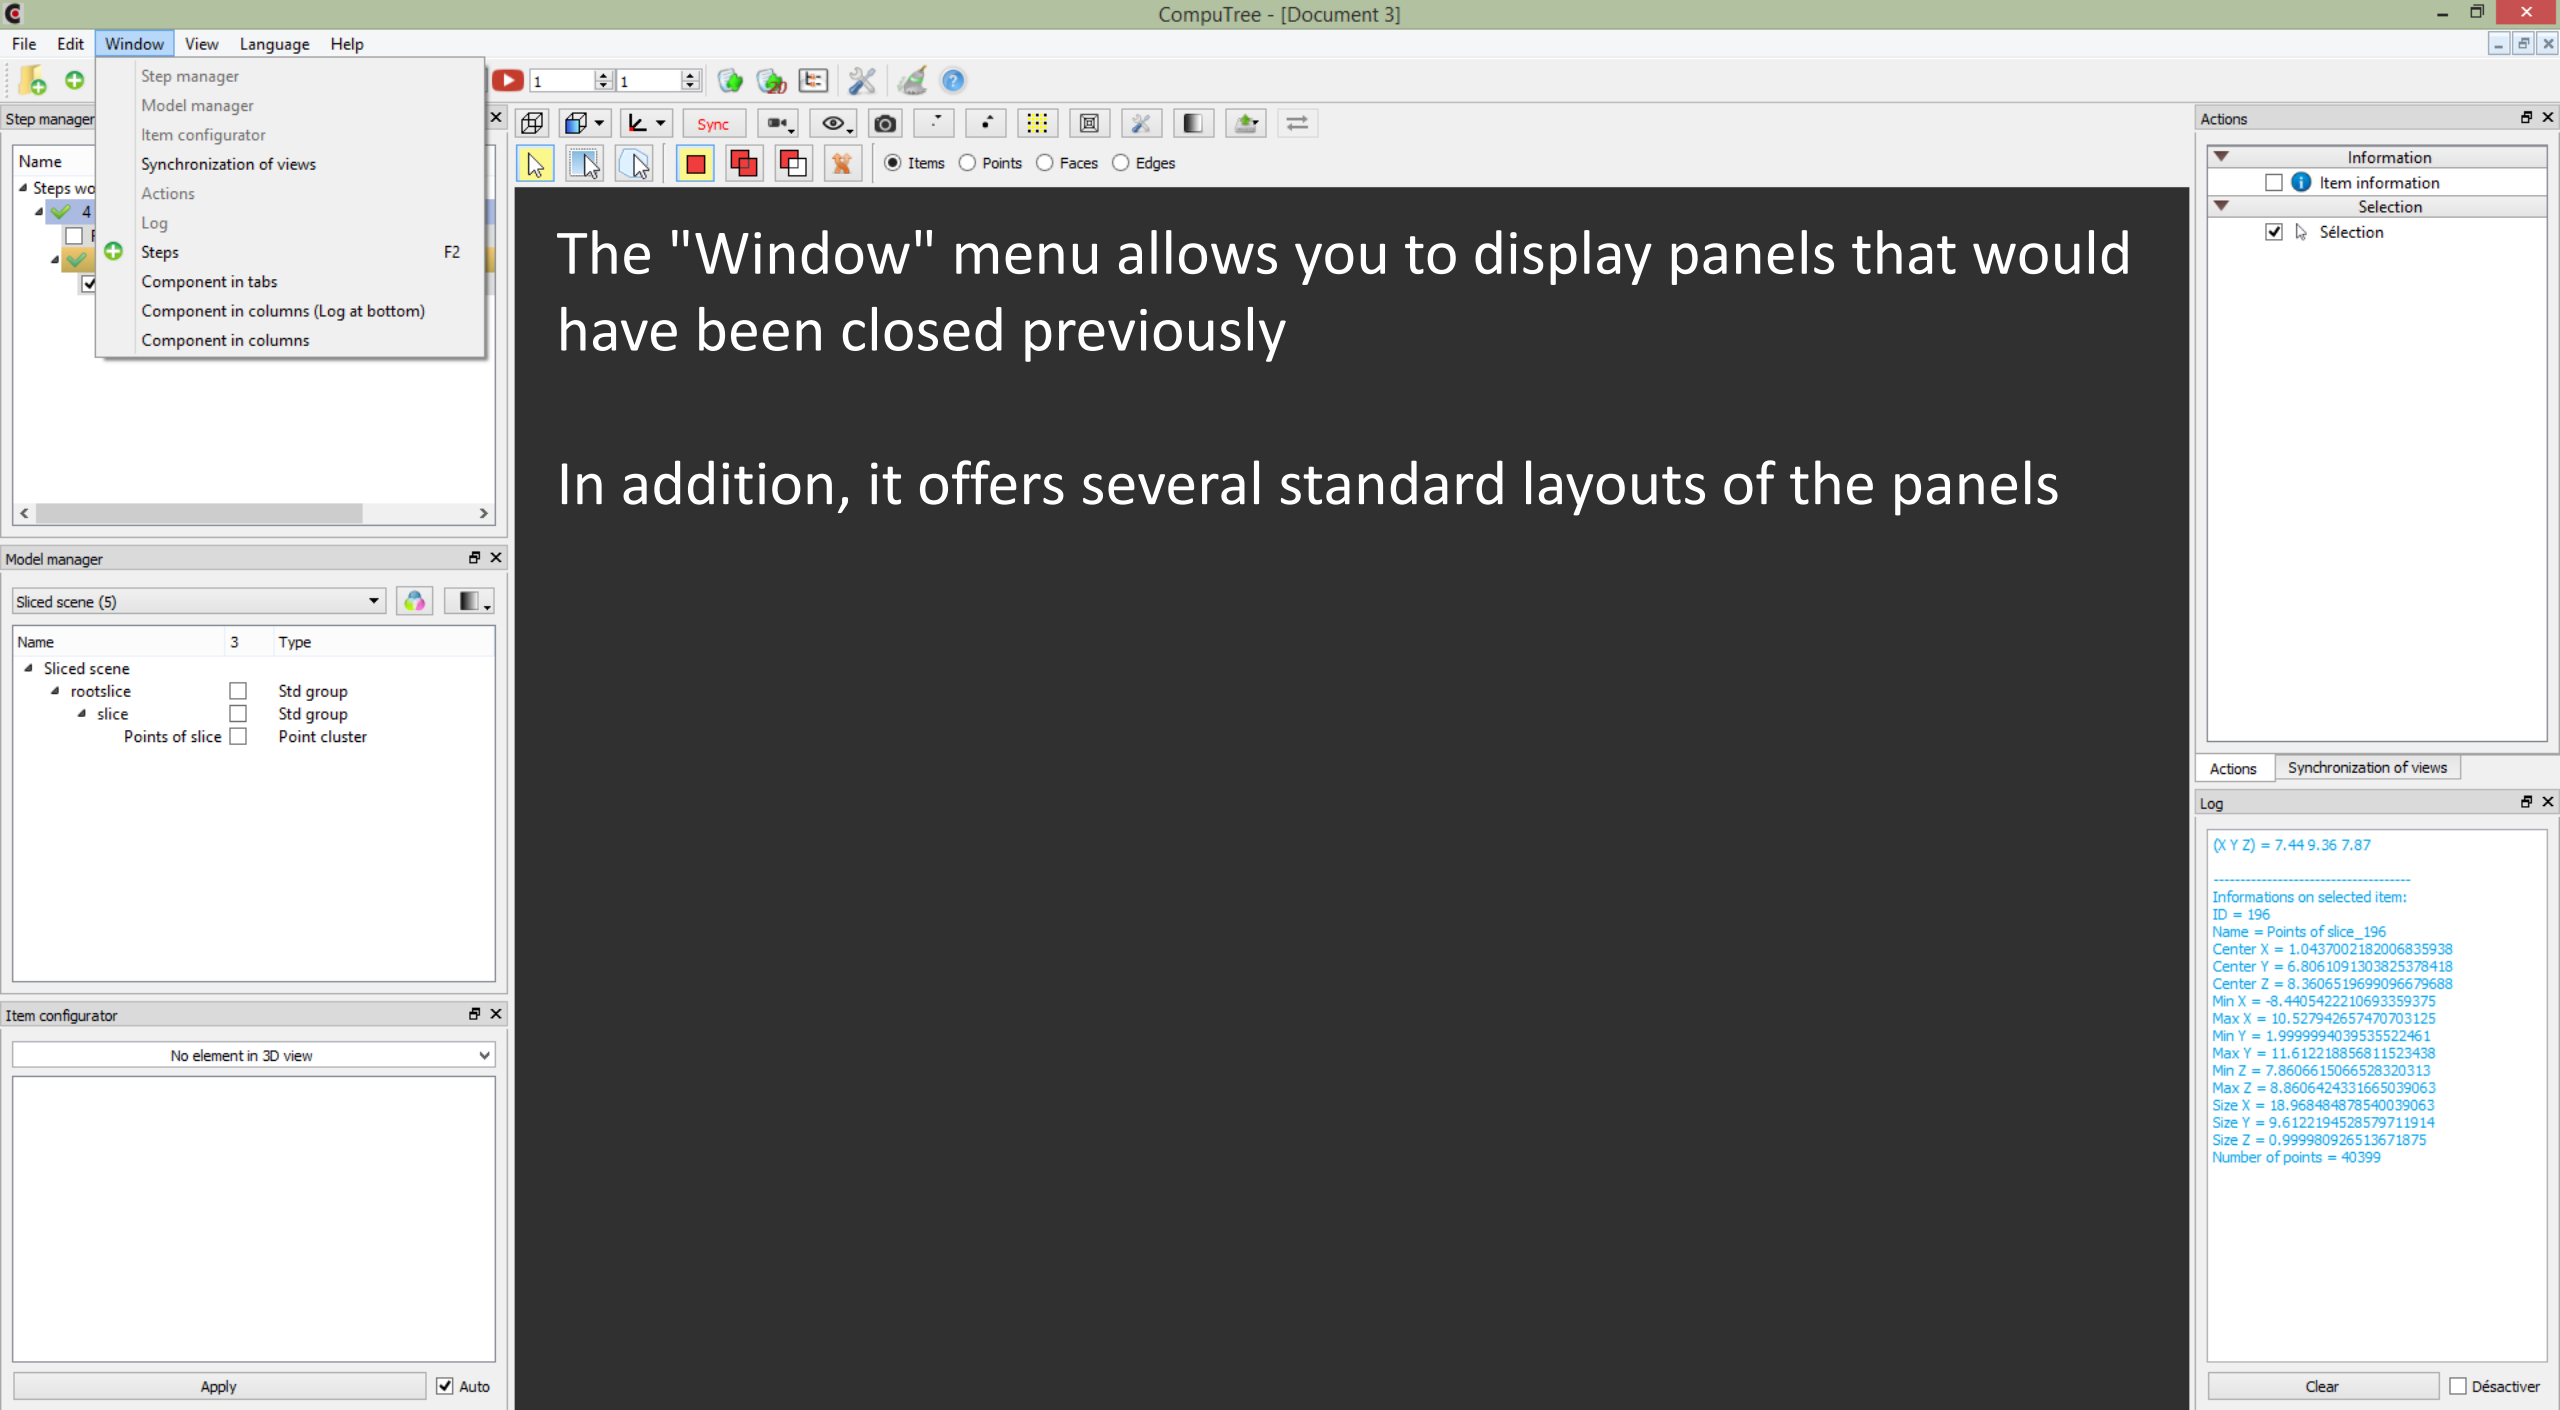 CompuTree - [Document 3]
File Edit Window View Language Help
1 1
Step manager
Model manager
Item configurator
Synchronization of views
Actions
Log
Steps F2
Component in tabs
Component in columns (Log at bottom)
Component in columns
Step manager
Name
Steps wo
4
Sync
Items Points Faces Edges
The "Window" menu allows you to display panels that would
have been closed previously
In addition, it offers several standard layouts of the panels
Model manager
Sliced scene (5)
Name 3 Type
Sliced scene
rootslice Std group
slice Std group
Points of slice Point cluster
Item configurator
No element in 3D view
Apply Auto
Actions
Information
Item information
Selection
Sélection
Actions Synchronization of views
Log
(X Y Z) = 7.44 9.36 7.87
-------------------------------------
Informations on selected item:
ID = 196
Name = Points of slice_196
Center X = 1.0437002182006835938
Center Y = 6.8061091303825378418
Center Z = 8.3606519699096679688
Min X = -8.4405422210693359375
Max X = 10.527942657470703125
Min Y = 1.9999994039535522461
Max Y = 11.612218856811523438
Min Z = 7.8606615066528320313
Max Z = 8.8606424331665039063
Size X = 18.968484878540039063
Size Y = 9.6122194528579711914
Size Z = 0.999980926513671875
Number of points = 40399
Clear Désactiver